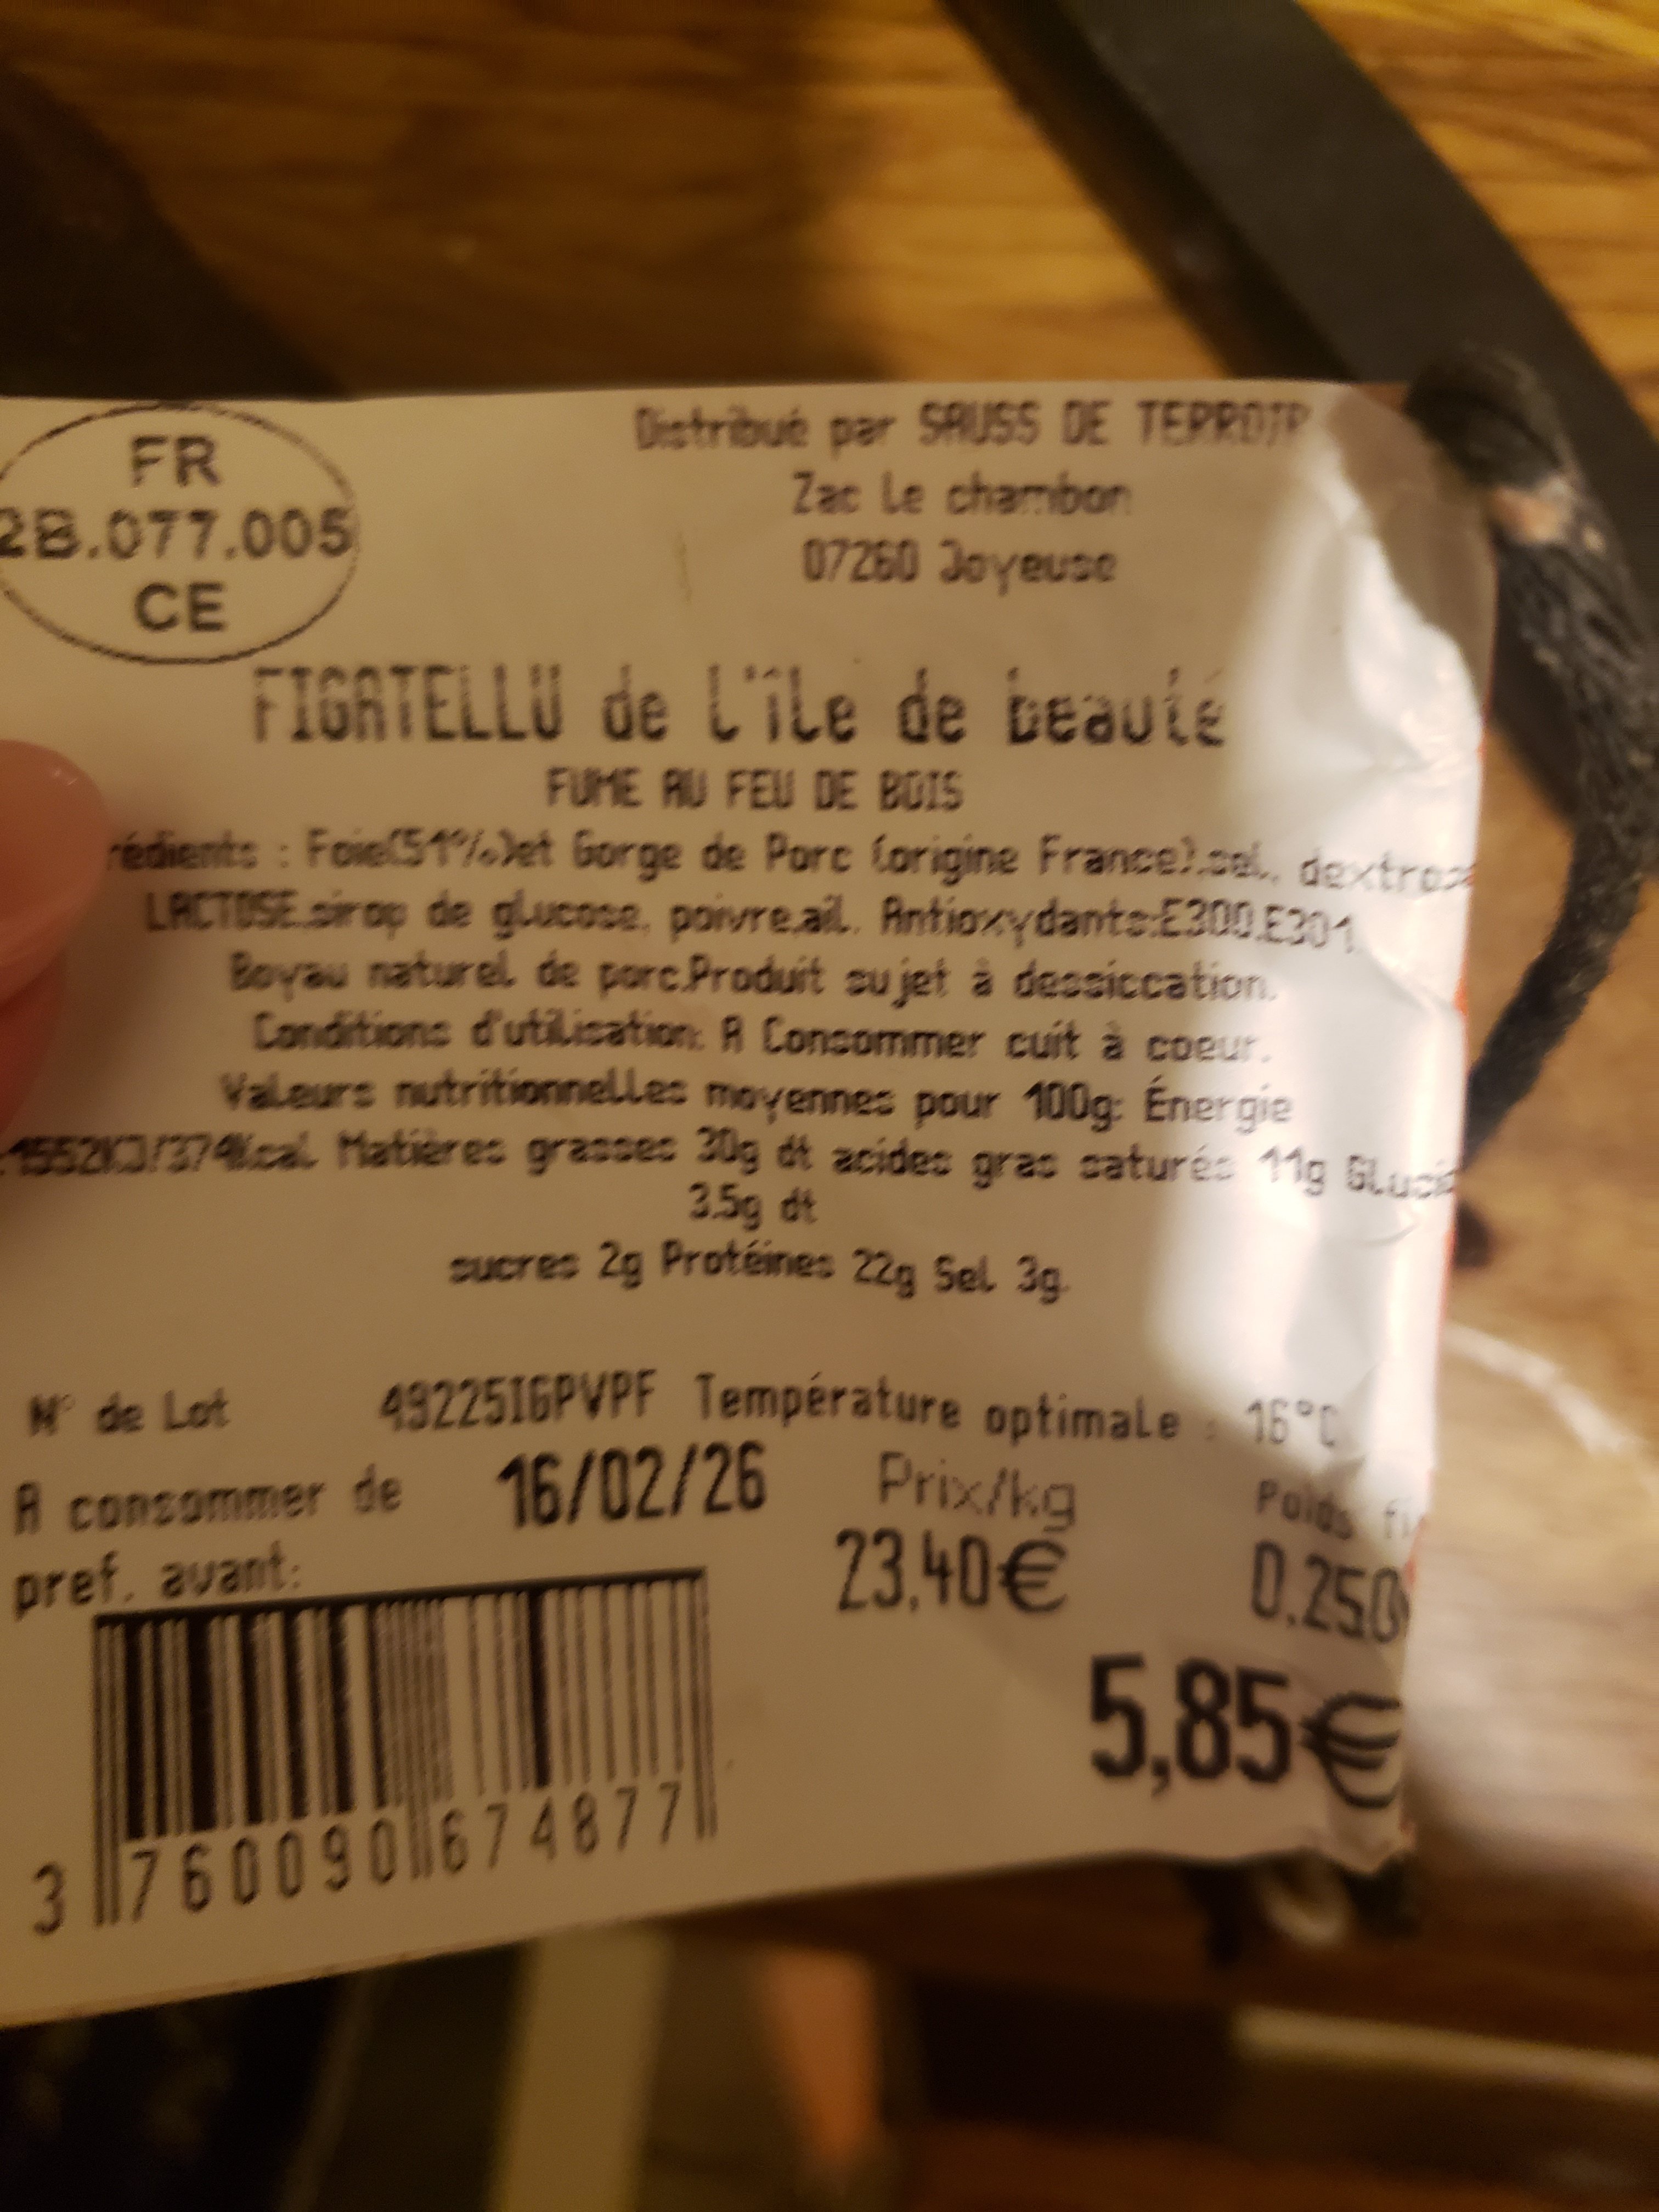 FR
2B.077.005
CE
Distribué par SAUSS DE TERROIR
Zac Le chambon
07260 Joyeuse
FIGATELLU de l'île de beauté
FUME AU FEU DE BOIS
rédients : Foie(51%)et Gorge de Porc (origine France).sel, dextros
LACTOSE.sirop de glucose, poivre.ail. Antioxydants:E300.E301
Boyau naturel de porc.Produit sujet à dessiccation.
Conditions d'utilisation: A Consommer cuit à coeur.
Valeurs nutritionnelles moyennes pour 100g: Énergie
1552KJ/374Kcal Matières grasses 30g dt acides gras saturés 11g Gluci
3.5g dt
sucres 2g Protéines 22g Sel 3g.
N° de Lot 49225IGPVPF Température optimale : 16°C
A consommer de pref. avant: 16/02/26
Prix/kg
23,40€
Poids fi
0.250
5,85€
3 760090 674877